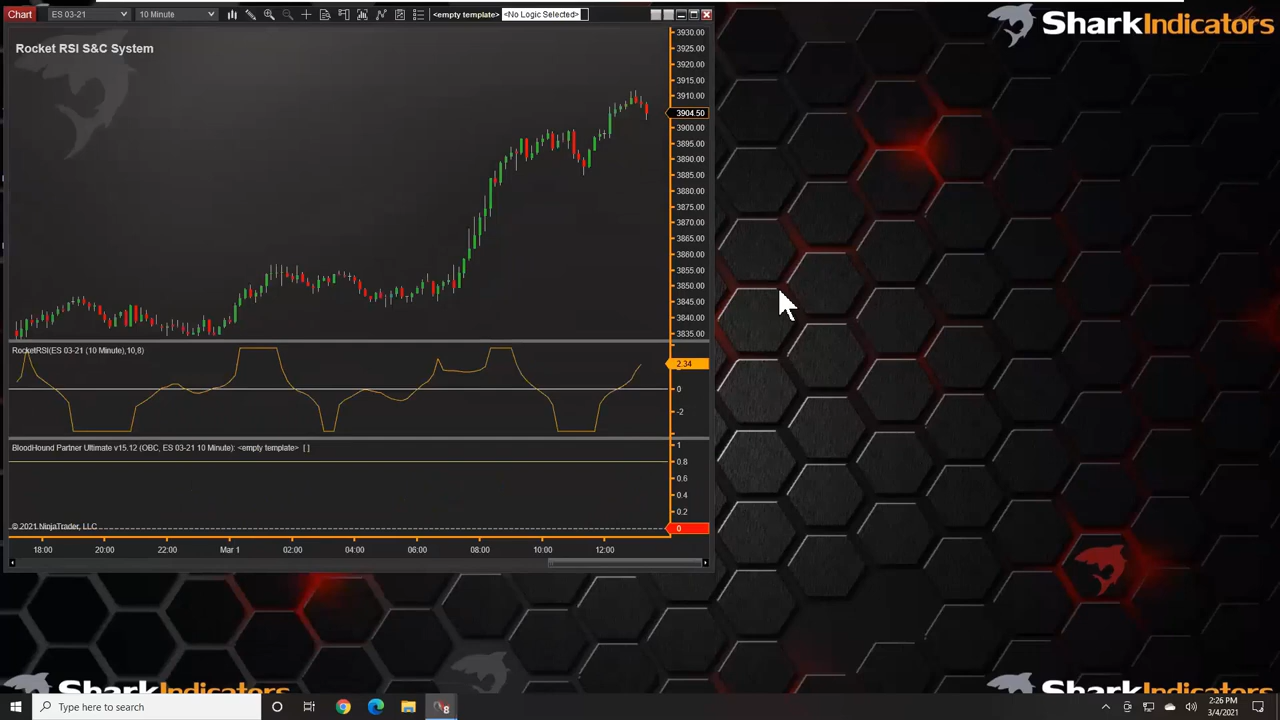 Chart ES 03-21 10 Minute <empty template> <No Logic Selected>
SharkIndicators
Rocket RSI S&C System
3930.00
3925.00
3920.00
3915.00
3910.00
3904.50
3900.00
3895.00
3890.00
3885.00
3880.00
3875.00
3870.00
3865.00
3860.00
3855.00
3850.00
3845.00
3840.00
3835.00
RocketRSI(ES 03-21 (10 Minute),10,8)
2.34
0
-2
BloodHound Partner Ultimate v15.12 (OBC, ES 03-21 10 Minute): <empty template> [ ]
1
0.8
0.6
0.4
0.2
0
© 2021 NinjaTrader, LLC
18:00 20:00 22:00 Mar 1 02:00 04:00 06:00 08:00 10:00 12:00
SharkIndicators
SharkIndicators
Type here to search
8
2:26 PM
3/4/2021